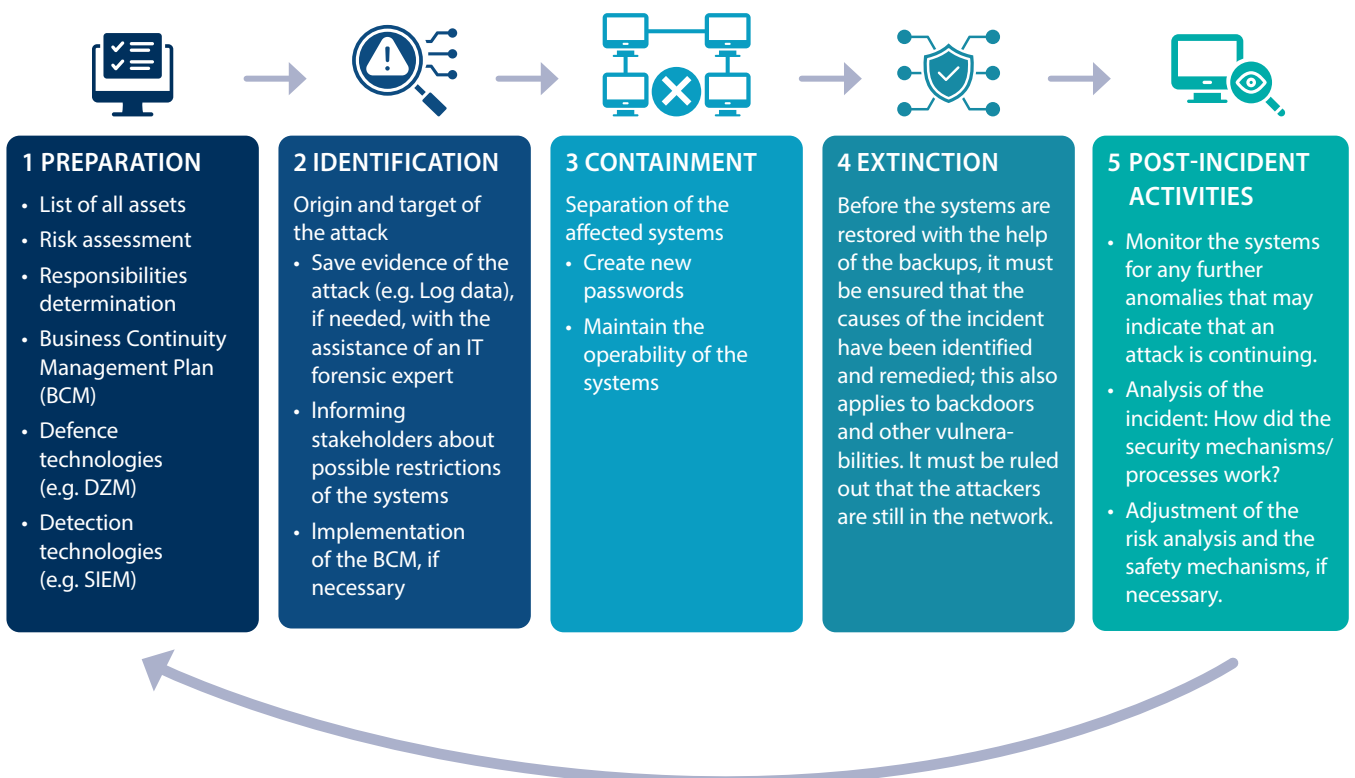 1 PREPARATION
• List of all assets
• Risk assessment
• Responsibilities
determination
• Business Continuity
Management Plan
(BCM)
• Defence
technologies
(e.g. DZM)
• Detection
technologies
(e.g. SIEM)
2 IDENTIFICATION
Origin and target of
the attack
• Save evidence of the
attack (e.g. Log data),
if needed, with the
assistance of an IT
forensic expert
• Informing
stakeholders about
possible restrictions
of the systems
• Implementation
of the BCM, if
necessary
3 CONTAINMENT
Separation of the
affected systems
• Create new
passwords
• Maintain the
operability of the
systems
4 EXTINCTION
Before the systems are
restored with the help
of the backups, it must
be ensured that the
causes of the incident
have been identified
and remedied; this also
applies to backdoors
and other vulnera-
bilities. It must be ruled
out that the attackers
are still in the network.
5 POST-INCIDENT
ACTIVITIES
• Monitor the systems
for any further
anomalies that may
indicate that an
attack is continuing.
• Analysis of the
incident: How did the
security mechanisms/
processes work?
• Adjustment of the
risk analysis and the
safety mechanisms, if
necessary.